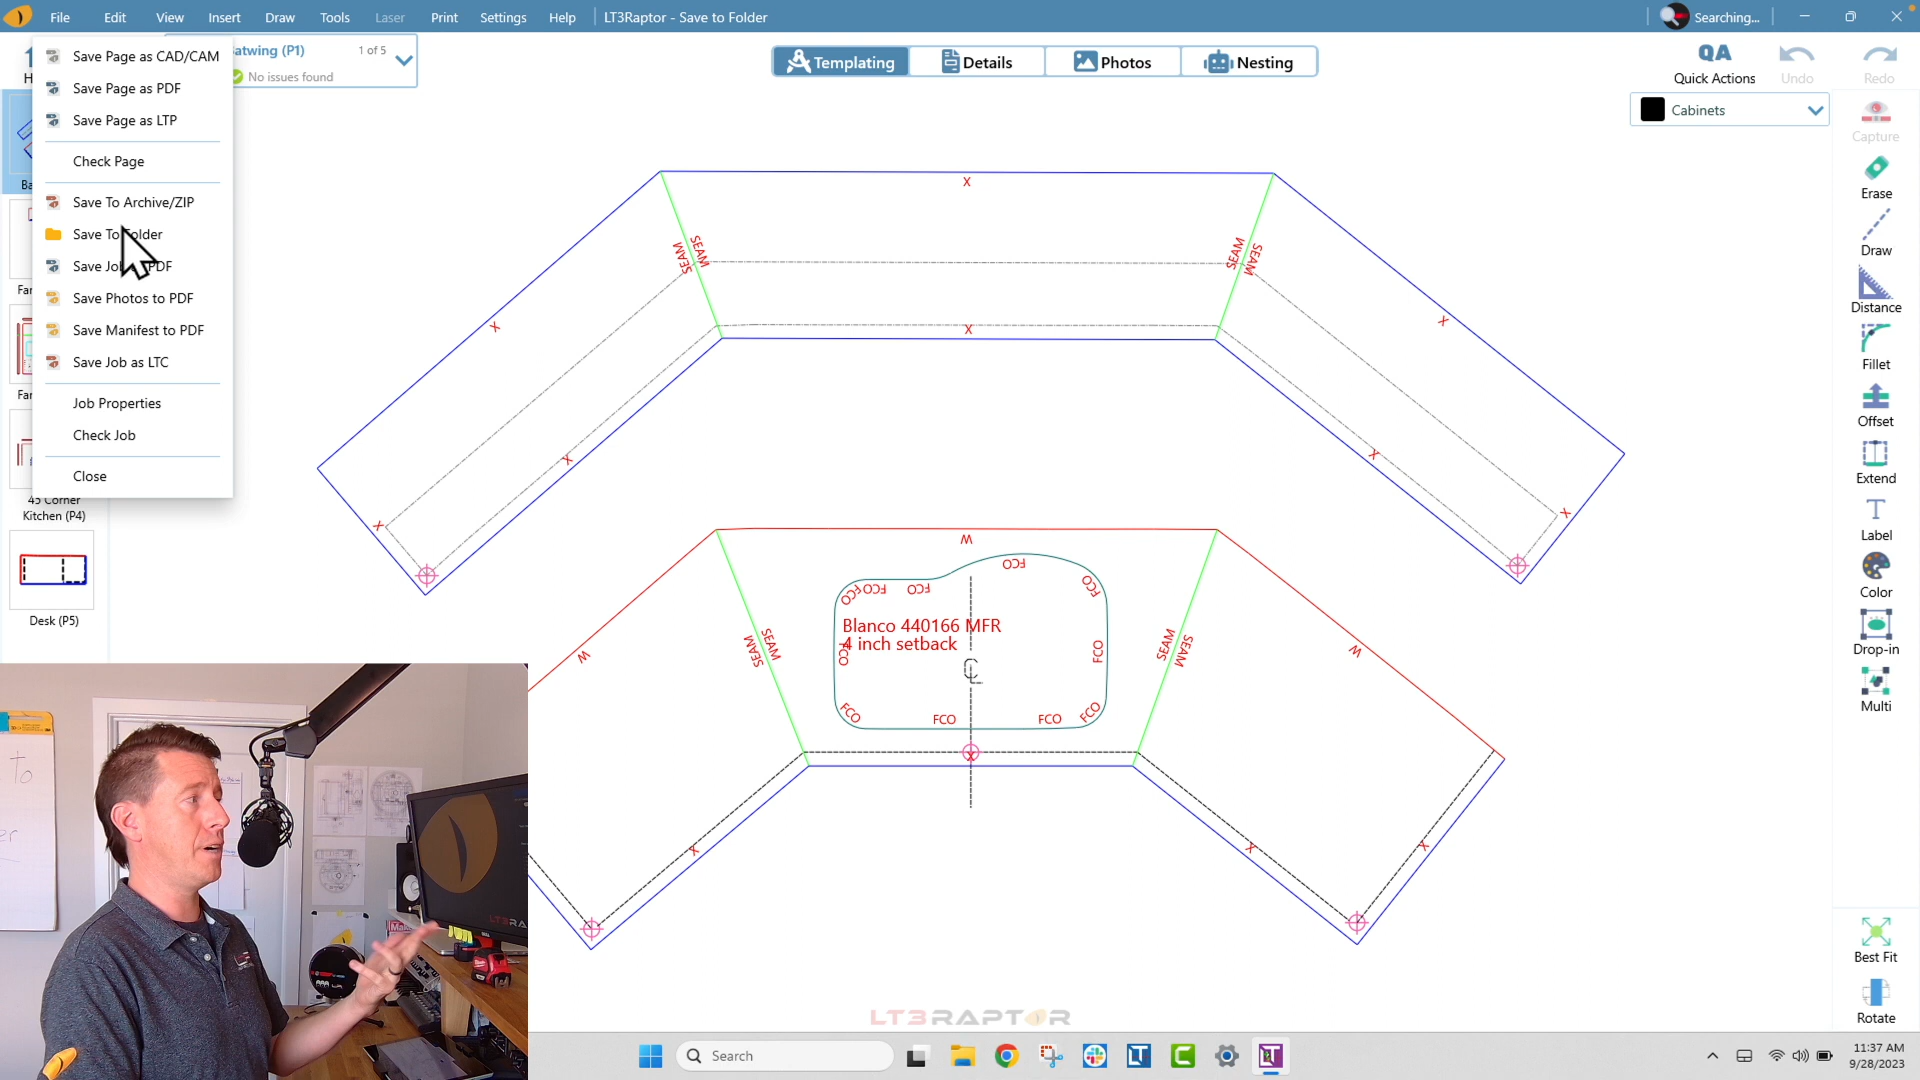 File Edit View Insert Draw Tools Laser Print Settings Help LT3Raptor - Save to Folder Searching...
Save Page as CAD/CAM
Save Page as PDF
Save Page as LTP
Check Page
Save To Archive/ZIP
Save To Folder
PDF
Save Photos to PDF
Save Manifest to PDF
Save Job as LTC
Job Properties
Check Job
Close
(P1) 1 of 5
No issues found
Templating Details Photos Nesting
QA
Quick Actions Undo Redo
Cabinets
Capture
Erase
Draw
Distance
Fillet
Offset
Extend
Label
Color
Drop-in
Multi
Best Fit
Rotate
45 Corner
Kitchen (P4)
Desk (P5)
X
SEAM
SEAM
SEAM
SEAM
X
X
X
X
X
X
X
W
FCO
FCO
FCO
FCO
FCO
Blanco 440166 MFR
4 inch setback
FCO
FCO
FCO
FCO
FCO
FCO
SEAM
SEAM
SEAM
SEAM
W
W
X
X
X
X
LT3RAPTOR
Search
11:37 AM
9/28/2023